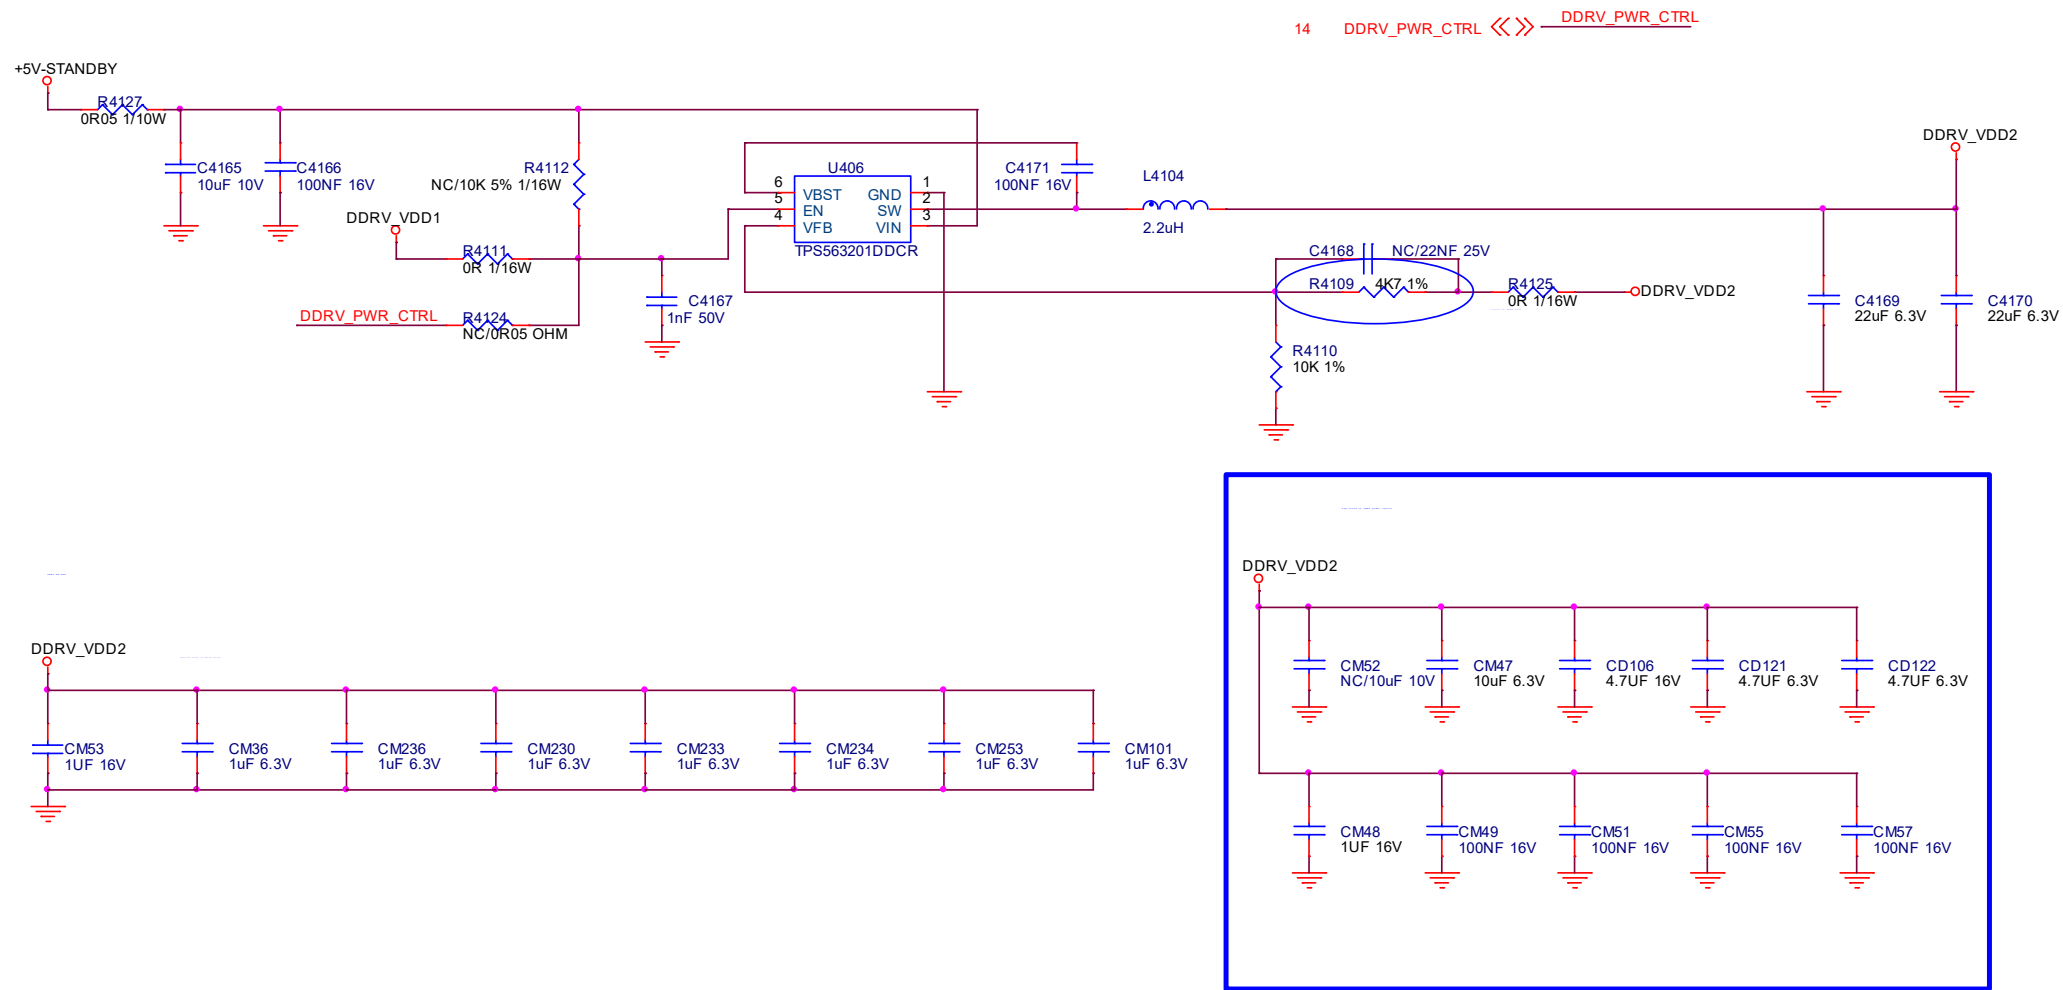 14 DDRV_PWR_CTRL DDRV_PWR_CTRL
+5V-STANDBY
R4127
0R05 1/10W
C4165
10uF 10V
C4166
100NF 16V
R4112
NC/10K 5% 1/16W
DDRV_VDD1
R4111
0R 1/16W
DDRV_PWR_CTRL
R4124
NC/0R05 OHM
C4167
1nF 50V
U406
6 VBST GND 1
5 EN SW 2
4 VFB VIN 3
TPS563201DDCR
C4171
100NF 16V
L4104
2.2uH
DDRV_VDD2
C4168 NC/22NF 25V
R4109 4K7 1%
R4125
0R 1/16W
DDRV_VDD2
R4110
10K 1%
C4169
22uF 6.3V
C4170
22uF 6.3V
DDRV_VDD2
CM53
1UF 16V
CM36
1uF 6.3V
CM236
1uF 6.3V
CM230
1uF 6.3V
CM233
1uF 6.3V
CM234
1uF 6.3V
CM253
1uF 6.3V
CM101
1uF 6.3V
DDRV_VDD2
CM52
NC/10uF 10V
CM47
10uF 6.3V
CD106
4.7UF 16V
CD121
4.7UF 6.3V
CD122
4.7UF 6.3V
CM48
1UF 16V
CM49
100NF 16V
CM51
100NF 16V
CM55
100NF 16V
CM57
100NF 16V